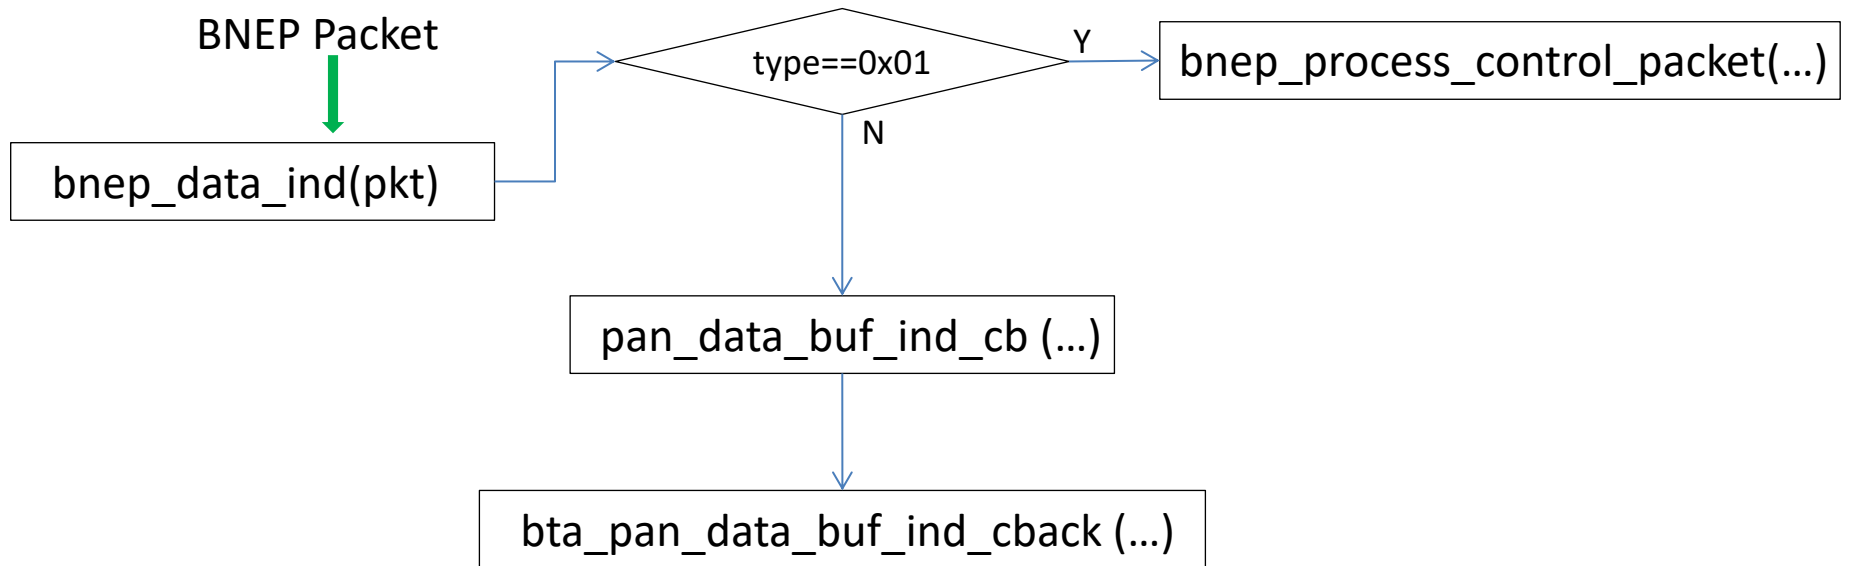 BNEP Packet
type==0x01
Y
bnep_process_control_packet(…)
N
bnep_data_ind(pkt)
pan_data_buf_ind_cb (…)
bta_pan_data_buf_ind_cback (…)